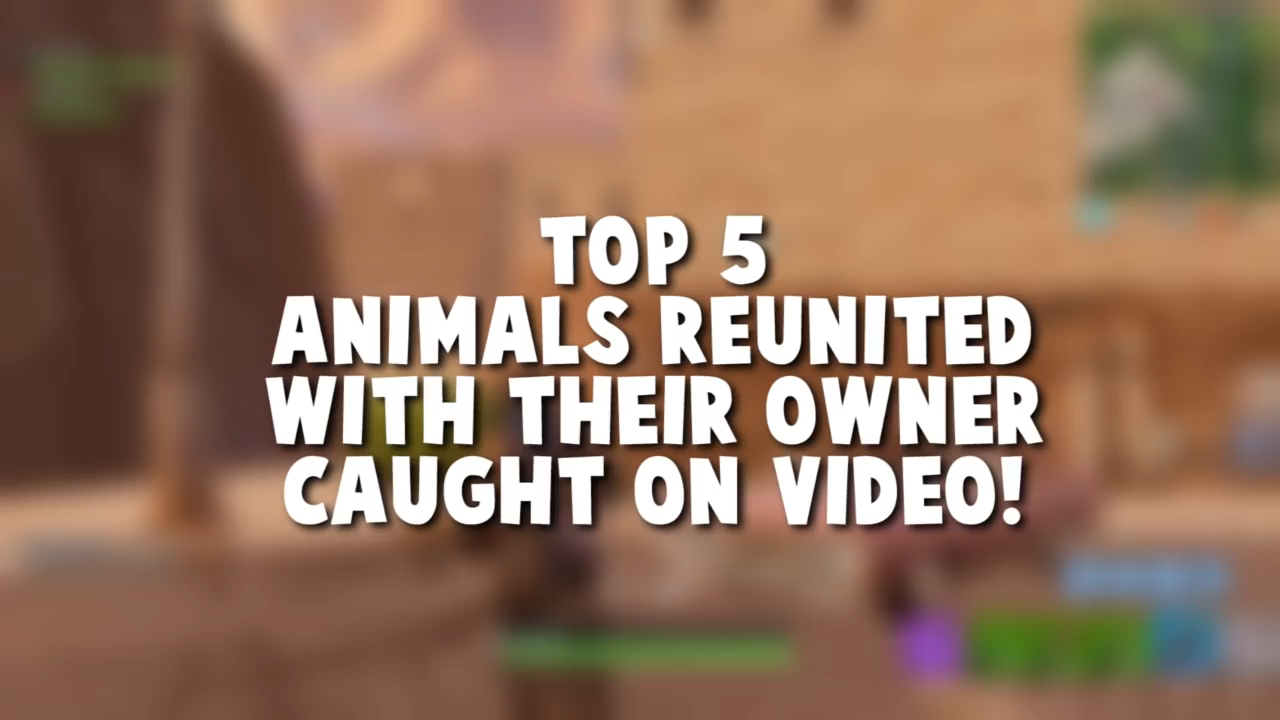 TOP 5
ANIMALS REUNITED
WITH THEIR OWNER
CAUGHT ON VIDEO!